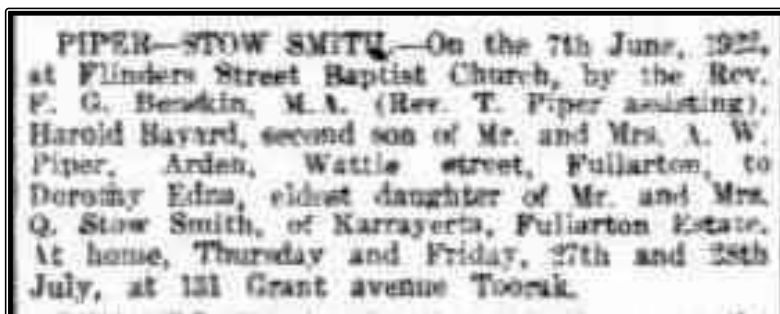 PIPER—STOW SMITH.—On the 7th June, 1922,
at Flinders Street Baptist Church, by the Rev.
F. G. Benskin, M.A. (Rev. T. Piper assisting),
Harold Bayard, second son of Mr. and Mrs. A. W.
Piper, Arden, Wattle street, Fullarton, to
Dorothy Edna, eldest daughter of Mr. and Mrs.
Q. Stow Smith, of Karrayerta, Fullarton Estate.
At home, Thursday and Friday, 27th and 28th
July, at 131 Grant avenue Toorak.